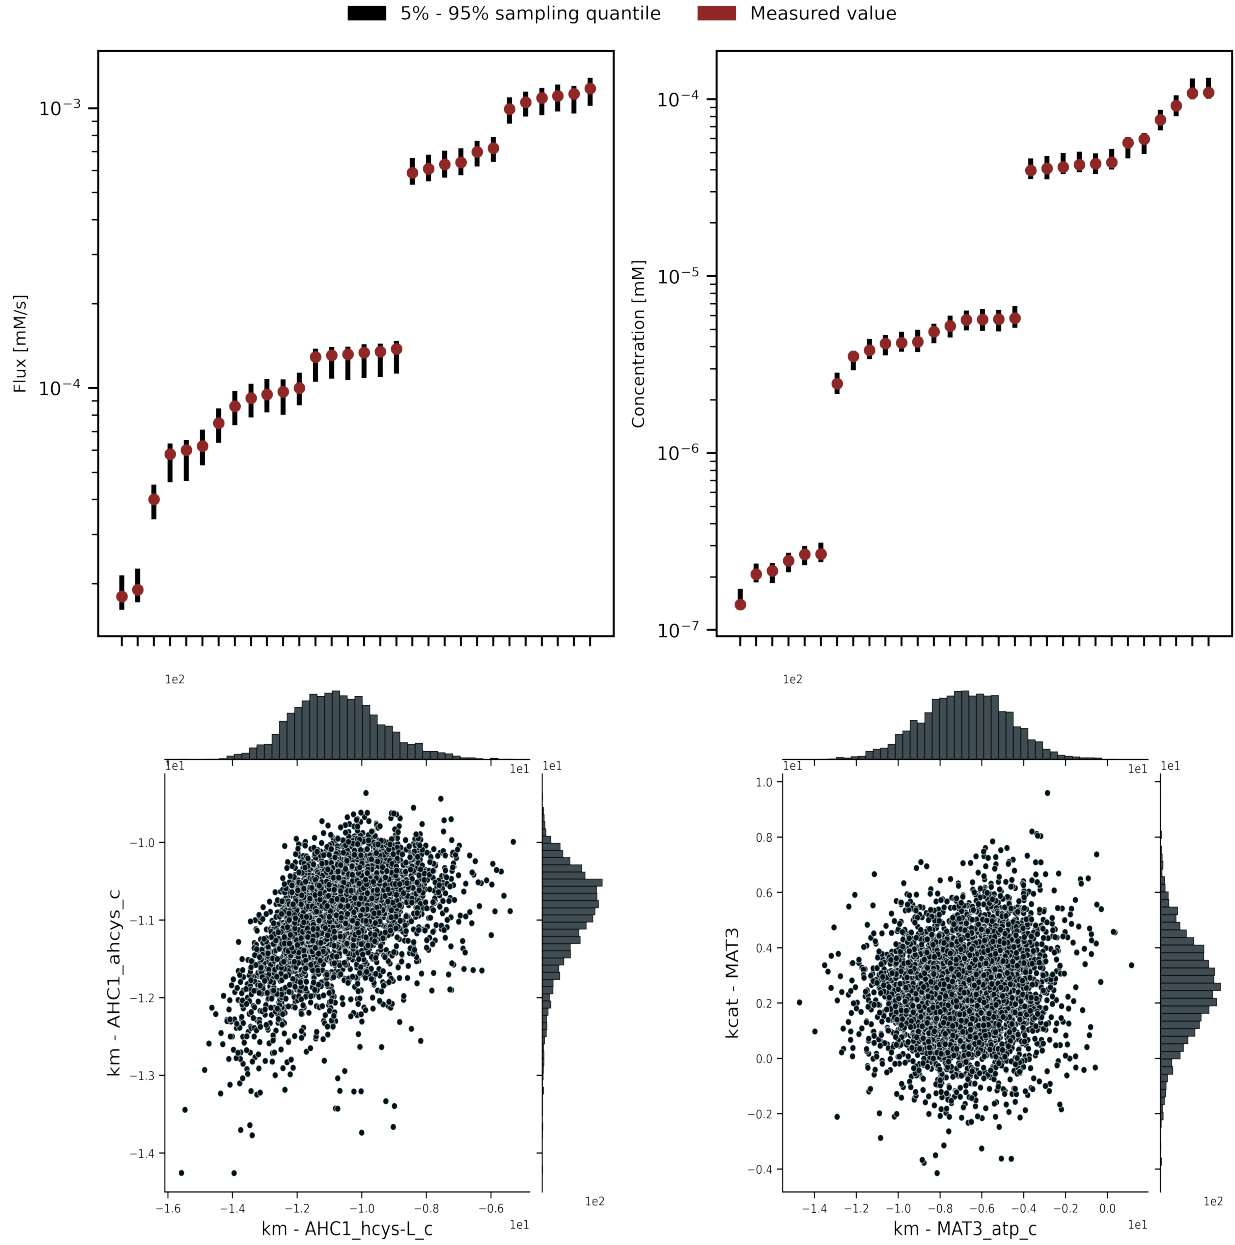 5% - 95% sampling quantile Measured value
10⁻³
10⁻⁴
Flux [mM/s]
10⁻⁴
10⁻⁵
10⁻⁶
10⁻⁷
Concentration [mM]
1e2
1e1 1e1 1e1
−1.0
−1.1
−1.2
−1.3
−1.4
km - AHC1_ahcys_c
1e2
−1.6 −1.4 −1.2 −1.0 −0.8 −0.6
1e1
km - AHC1_hcys-L_c
1e2
1e1 1e1 1e1
1.0
0.8
0.6
0.4
0.2
0.0
−0.2
−0.4
kcat - MAT3
1e2
−1.4 −1.2 −1.0 −0.8 −0.6 −0.4 −0.2 0.0
1e1
km - MAT3_atp_c